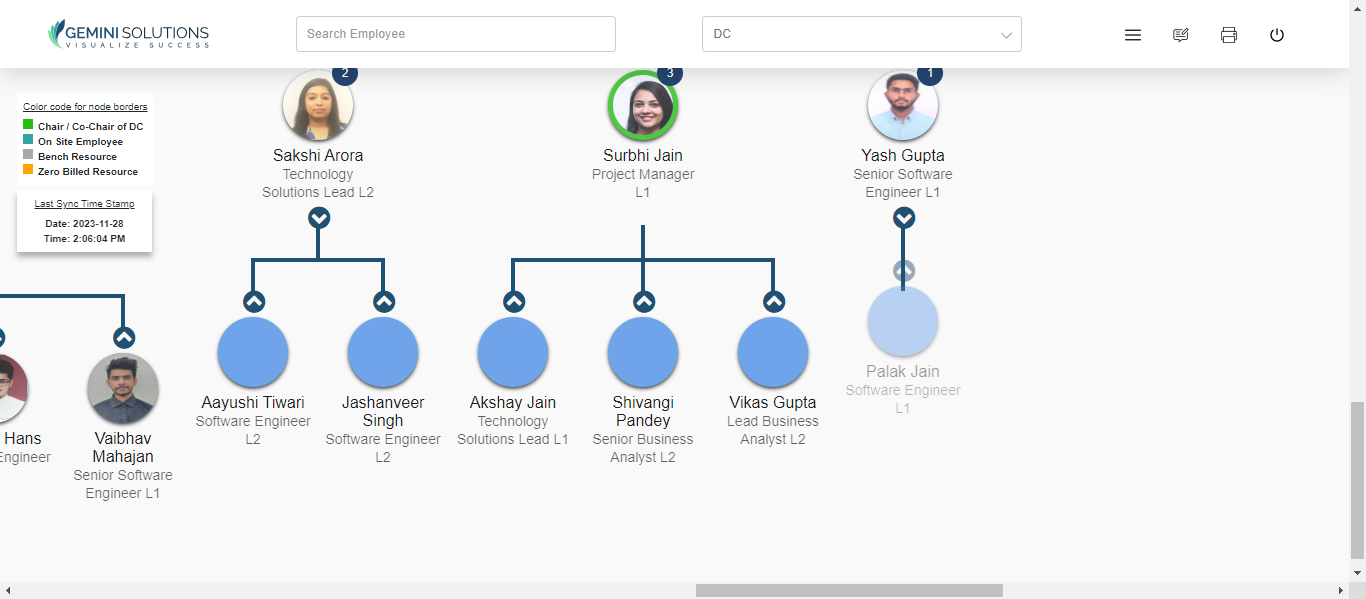 GEMINI SOLUTIONS
VISUALIZE SUCCESS
Search Employee
DC
Color code for node borders
Chair / Co-Chair of DC
On Site Employee
Bench Resource
Zero Billed Resource
Last Sync Time Stamp
Date: 2023-11-28
Time: 2:06:04 PM
2
Sakshi Arora
Technology
Solutions Lead L2
3
Surbhi Jain
Project Manager
L1
1
Yash Gupta
Senior Software
Engineer L1
Hans
Engineer
Vaibhav
Mahajan
Senior Software
Engineer L1
Aayushi Tiwari
Software Engineer
L2
Jashanveer
Singh
Software Engineer
L2
Akshay Jain
Technology
Solutions Lead L1
Shivangi
Pandey
Senior Business
Analyst L2
Vikas Gupta
Lead Business
Analyst L2
Palak Jain
Software Engineer
L1